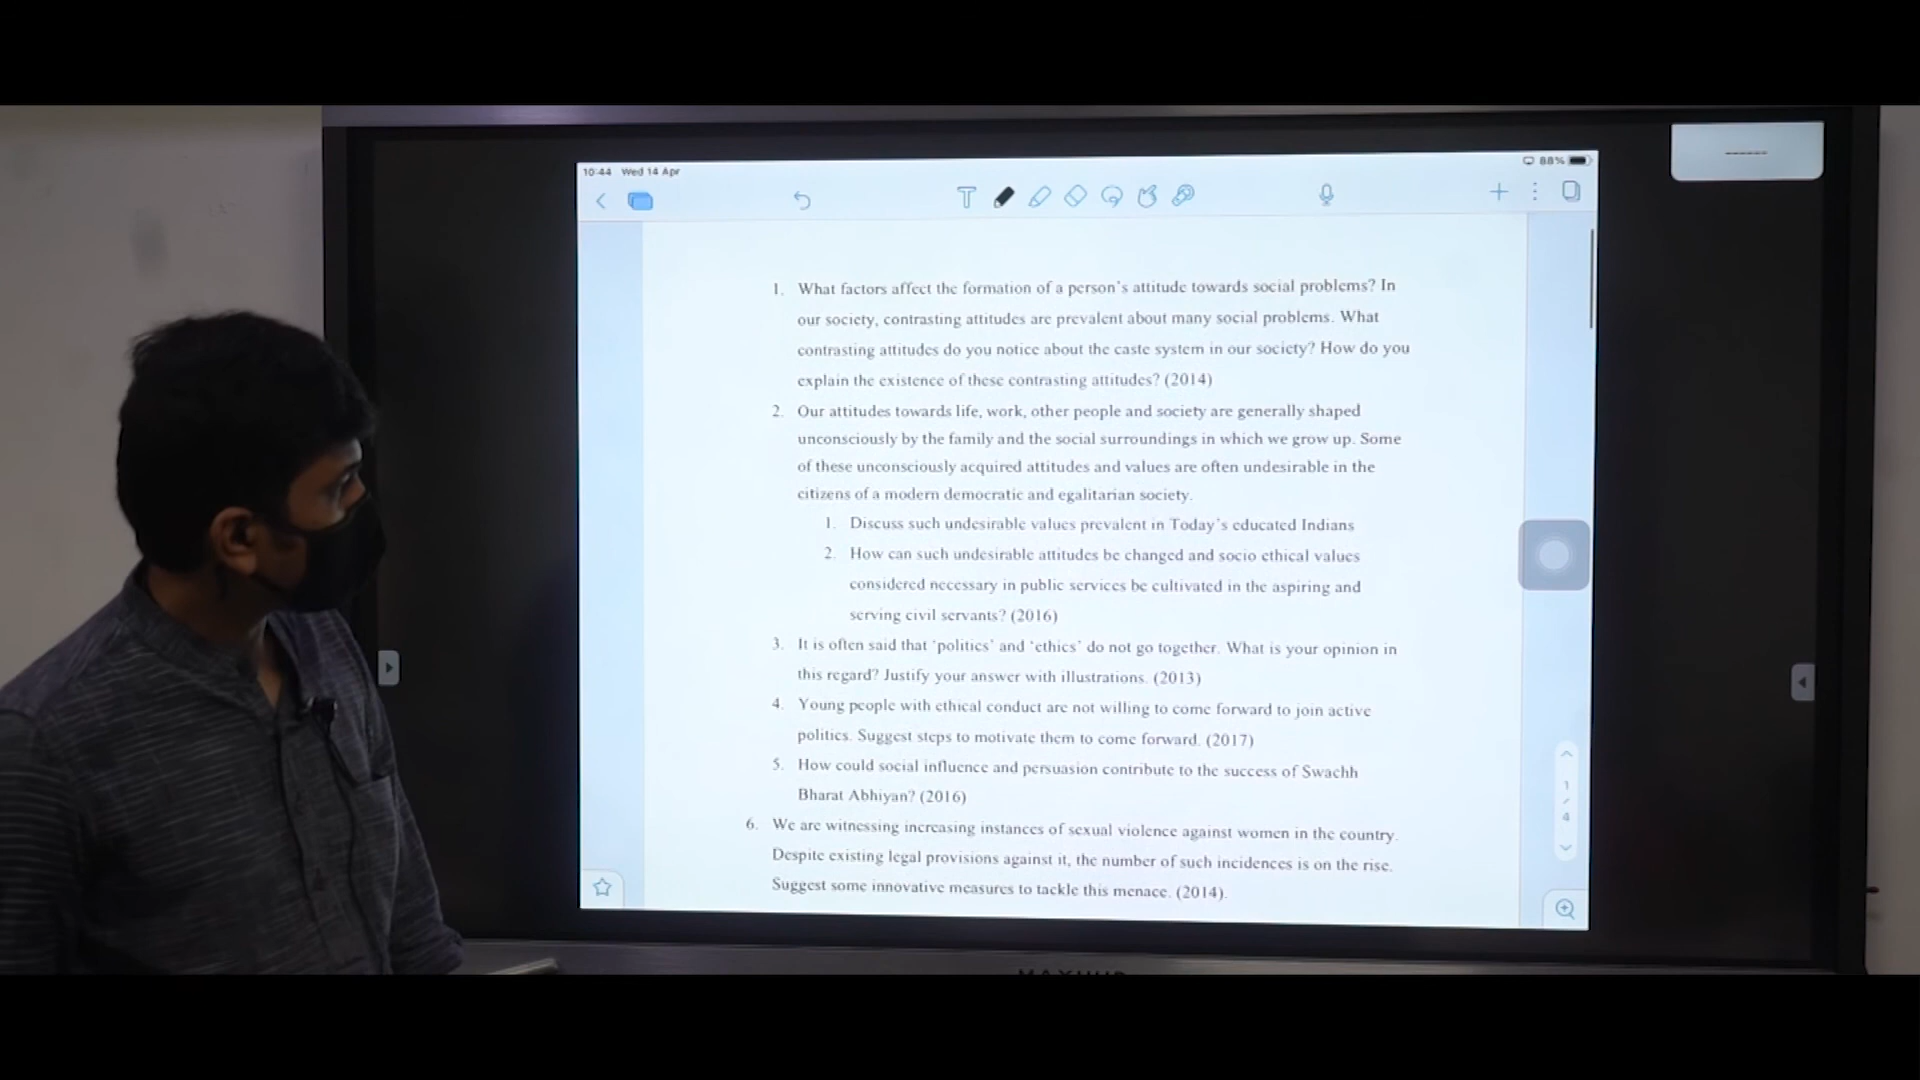 10:44 Wed 14 Apr
88%
T
1. What factors affect the formation of a person's attitude towards social problems? In
our society, contrasting attitudes are prevalent about many social problems. What
contrasting attitudes do you notice about the caste system in our society? How do you
explain the existence of these contrasting attitudes? (2014)
2. Our attitudes towards life, work, other people and society are generally shaped
unconsciously by the family and the social surroundings in which we grow up. Some
of these unconsciously acquired attitudes and values are often undesirable in the
citizens of a modern democratic and egalitarian society.
1. Discuss such undesirable values prevalent in Today's educated Indians
2. How can such undesirable attitudes be changed and socio ethical values
considered necessary in public services be cultivated in the aspiring and
serving civil servants? (2016)
3. It is often said that 'politics' and 'ethics' do not go together. What is your opinion in
this regard? Justify your answer with illustrations. (2013)
4. Young people with ethical conduct are not willing to come forward to join active
politics. Suggest steps to motivate them to come forward. (2017)
5. How could social influence and persuasion contribute to the success of Swachh
Bharat Abhiyan? (2016)
6. We are witnessing increasing instances of sexual violence against women in the country.
Despite existing legal provisions against it, the number of such incidences is on the rise.
Suggest some innovative measures to tackle this menace. (2014).
1
/
4